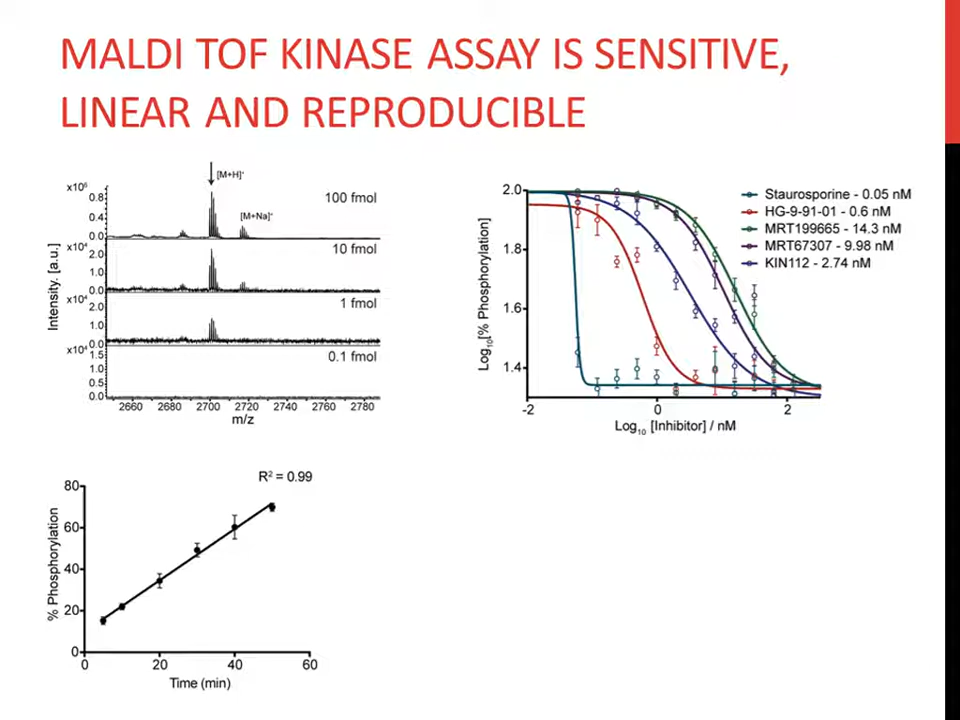 MALDI TOF KINASE ASSAY IS SENSITIVE,
LINEAR AND REPRODUCIBLE
[M+H]⁺
x10⁶
100 fmol
0.8
0.4
0.0
[M+Na]⁺
x10⁴
10 fmol
2.0
1.0
0.0
x10⁴
1 fmol
2.0
1.0
0.0
x10⁴
0.1 fmol
1.5
1.0
0.5
0.0
Intensity. [a.u.]
2660 2680 2700 2720 2740 2760 2780
m/z
2.0
1.8
1.6
1.4
Log₁₀[% Phosphorylation]
-2 0 2
Log₁₀ [Inhibitor] / nM
Staurosporine - 0.05 nM
HG-9-91-01 - 0.6 nM
MRT199665 - 14.3 nM
MRT67307 - 9.98 nM
KIN112 - 2.74 nM
R² = 0.99
80
60
40
20
0
% Phosphorylation
0 20 40 60
Time (min)